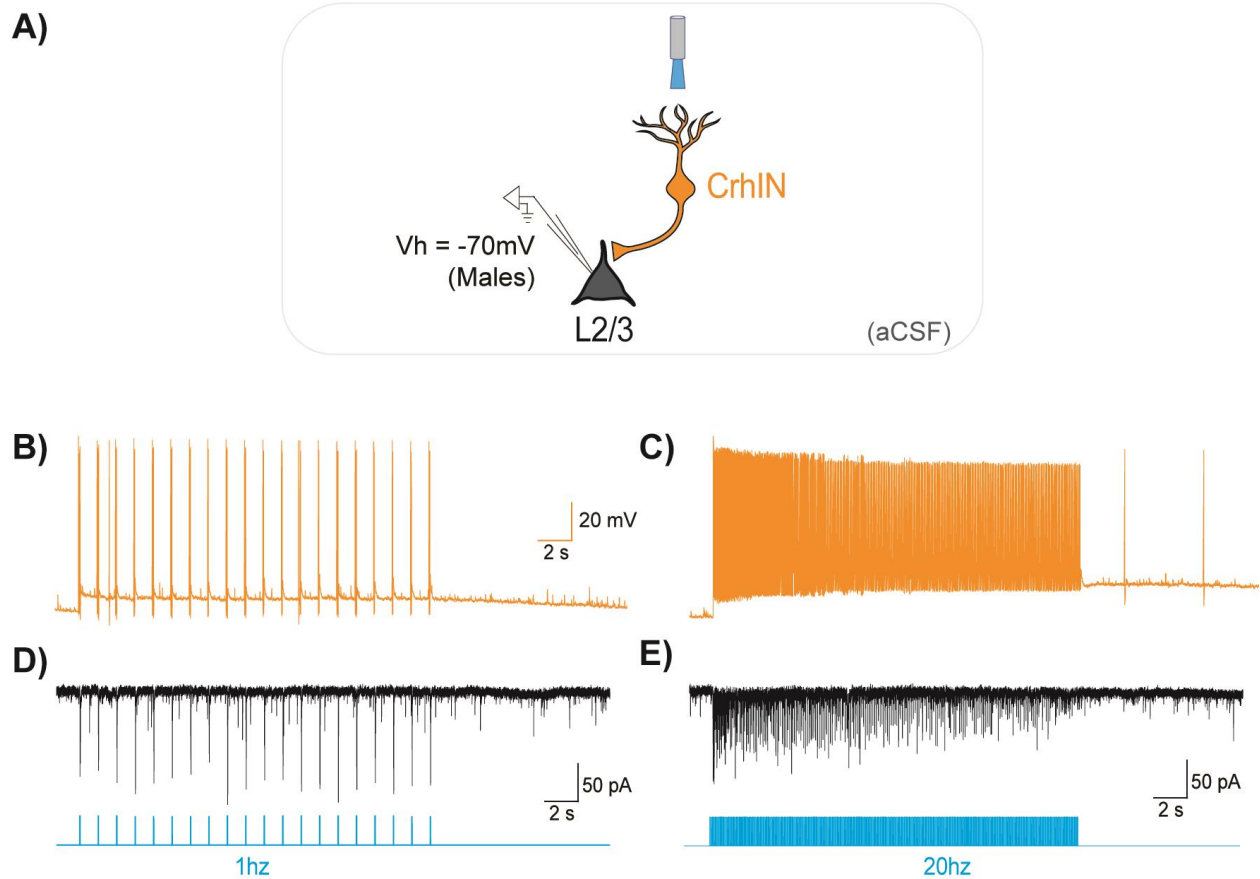 A)
CrhIN
Vh = -70mV
(Males)
L2/3
(aCSF)
B)
20 mV
2 s
C)
D)
50 pA
2 s
1hz
E)
50 pA
2 s
20hz